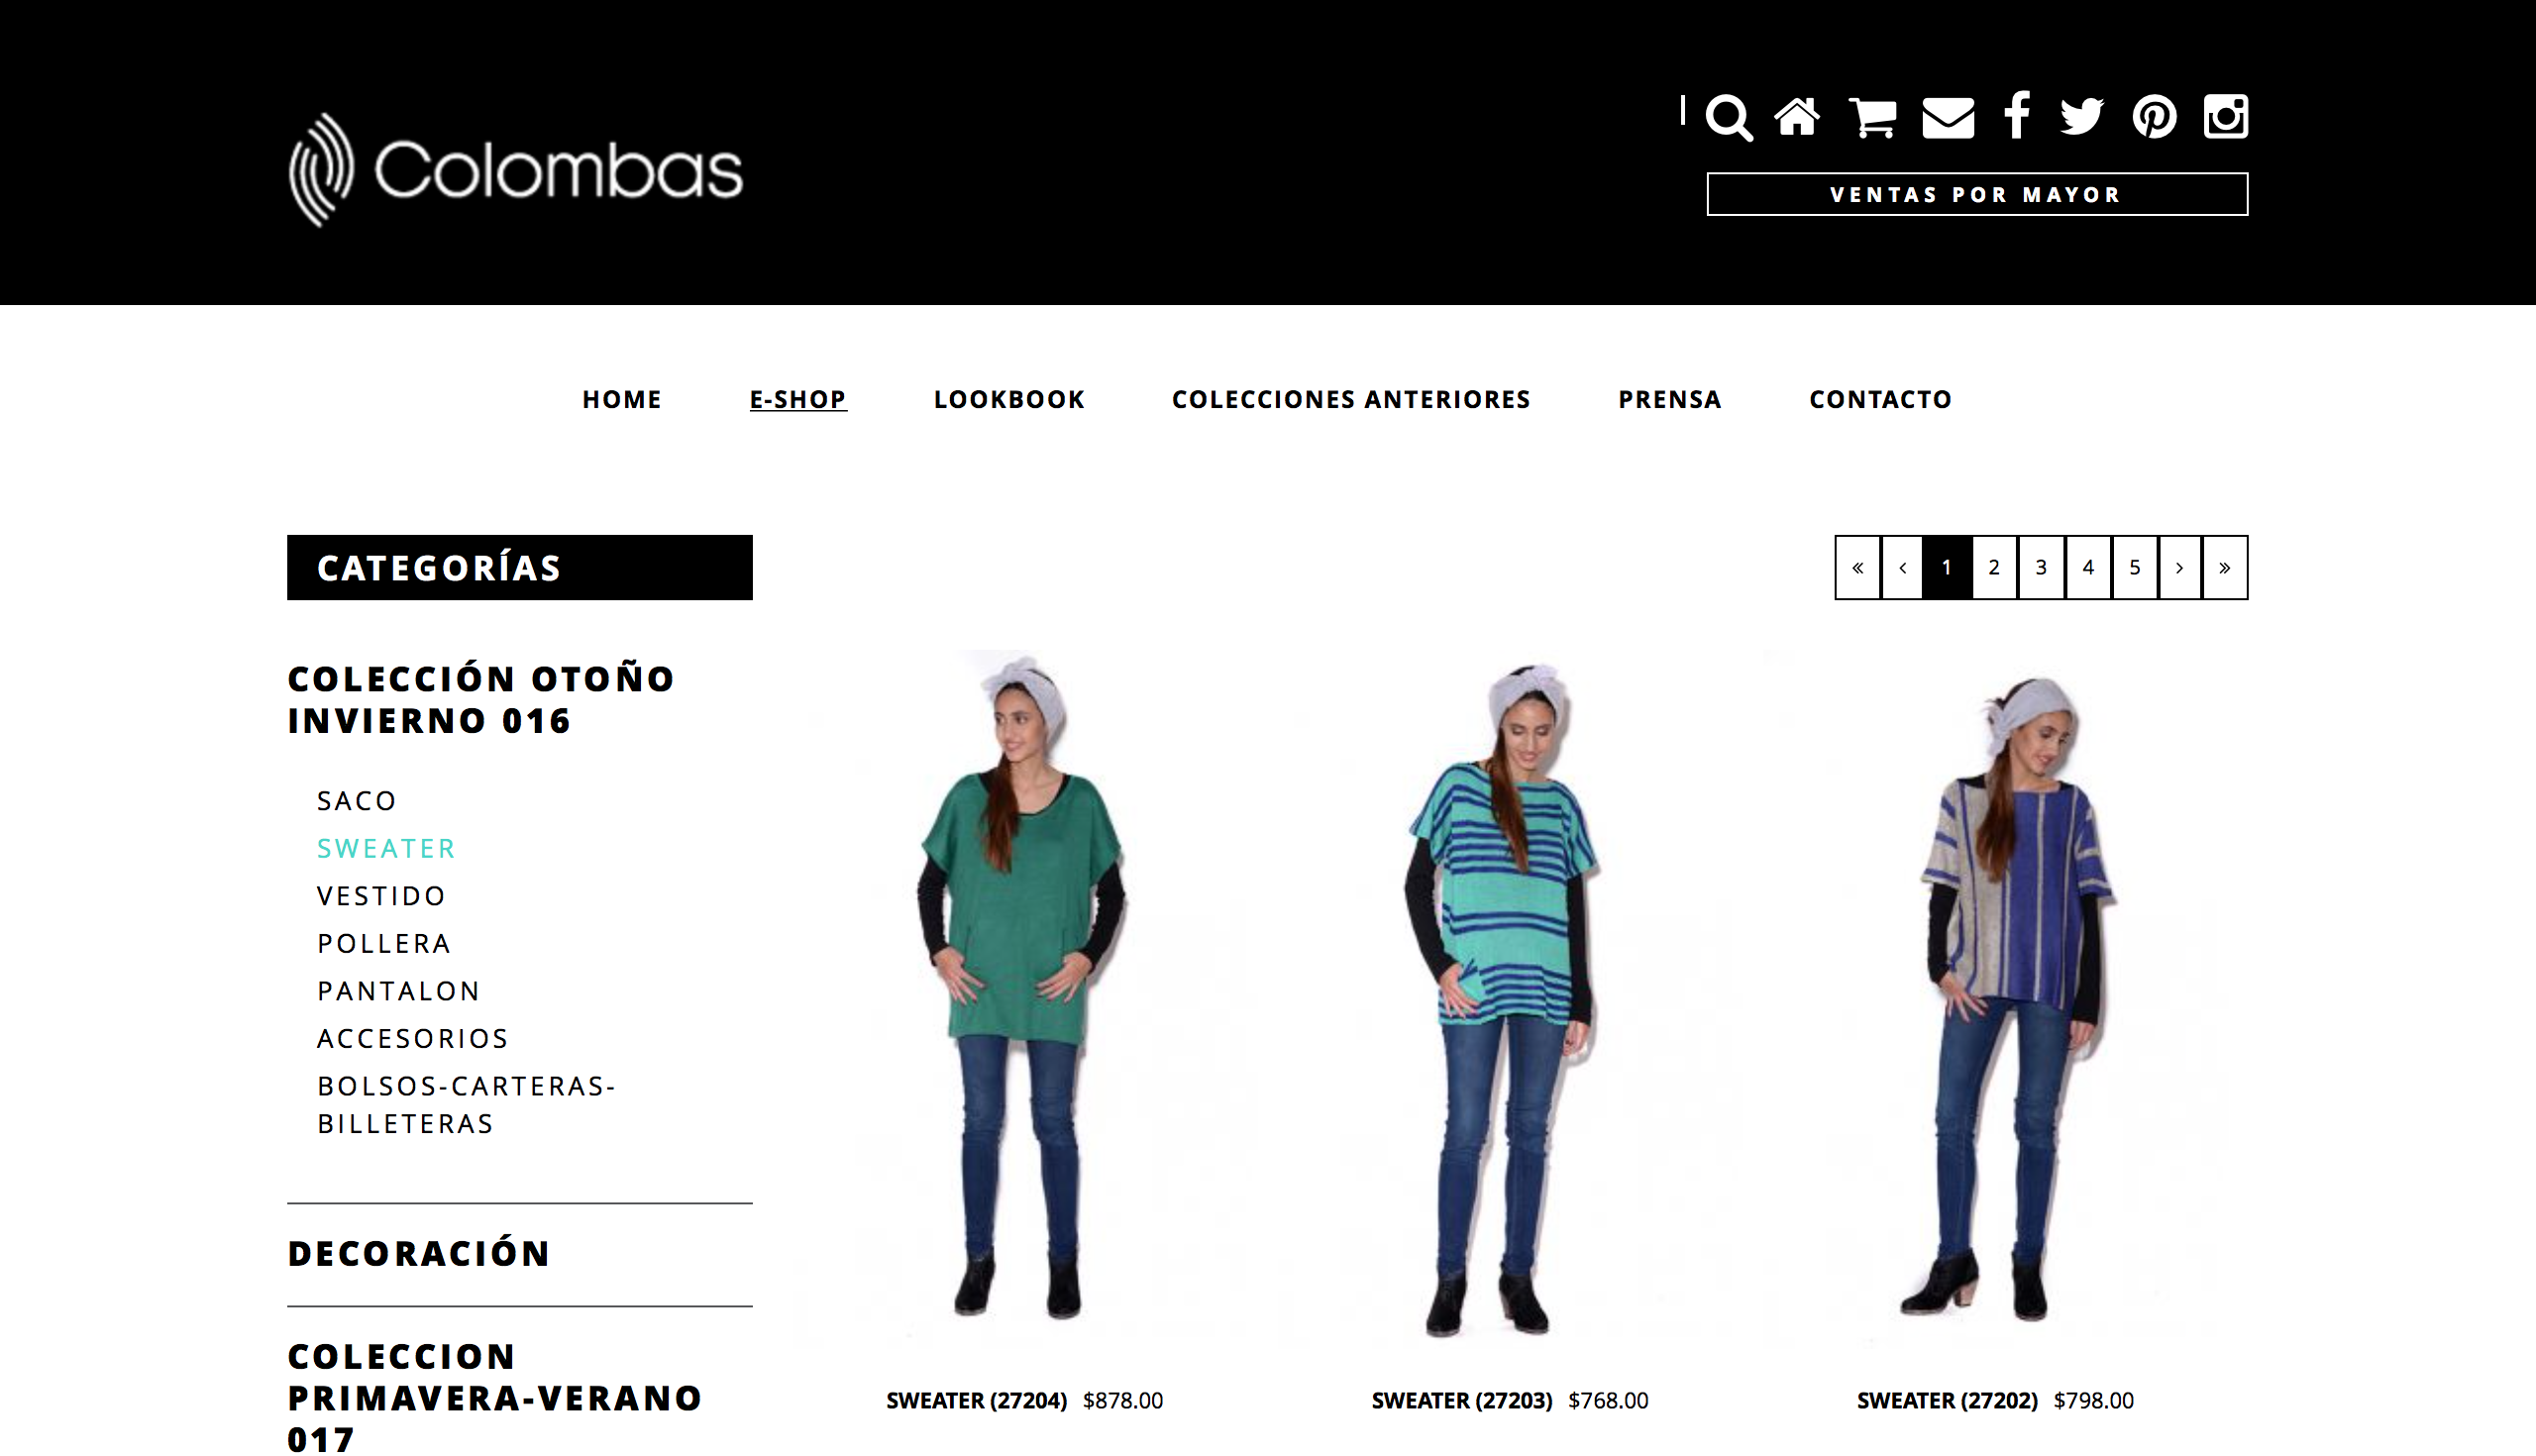 Colombas
VENTAS POR MAYOR
HOME E-SHOP LOOKBOOK COLECCIONES ANTERIORES PRENSA CONTACTO
CATEGORÍAS
« ‹ 1 2 3 4 5 › »
COLECCIÓN OTOÑO
INVIERNO 016
SACO
SWEATER
VESTIDO
POLLERA
PANTALON
ACCESORIOS
BOLSOS-CARTERAS-
BILLETERAS
DECORACIÓN
COLECCION
PRIMAVERA-VERANO
017
SWEATER (27204) $878.00
SWEATER (27203) $768.00
SWEATER (27202) $798.00